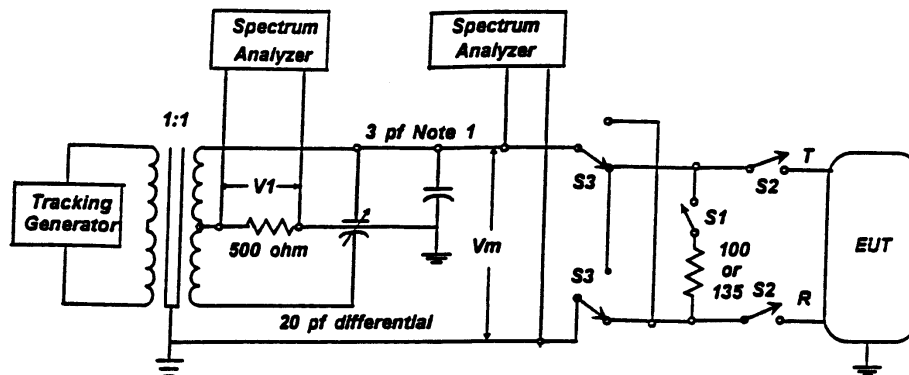 Spectrum
Analyzer
Spectrum
Analyzer
1:1
3 pf Note 1
Tracking
Generator
V1
500 ohm
20 pf differential
Vm
S3
S3
S1
100
or
135
S2
T
S2
R
EUT